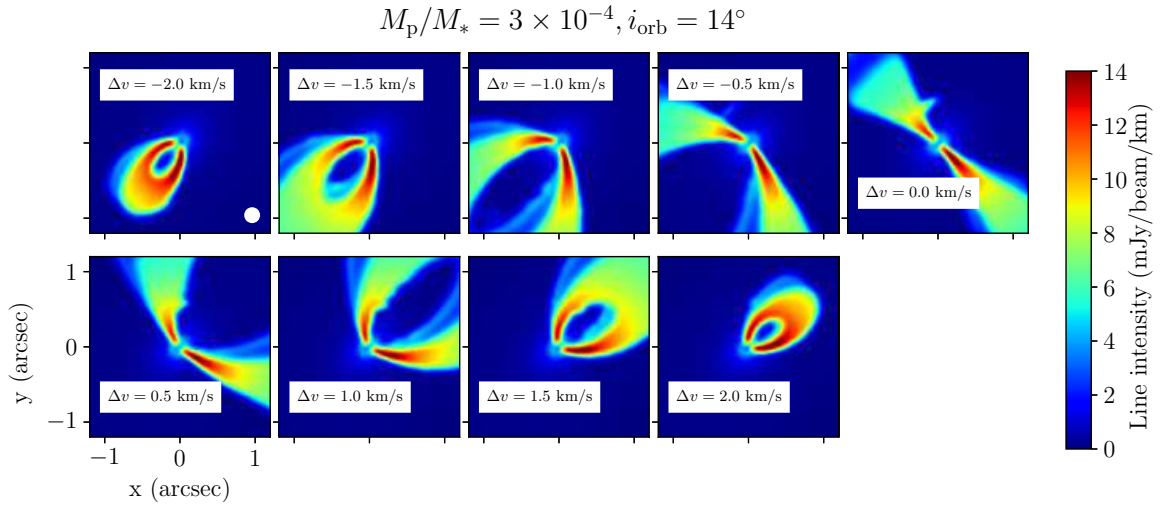 M_p/M_* = 3 × 10^{-4}, i_orb = 14°
Δv = −2.0 km/s
Δv = −1.5 km/s
Δv = −1.0 km/s
Δv = −0.5 km/s
Δv = 0.0 km/s
Δv = 0.5 km/s
Δv = 1.0 km/s
Δv = 1.5 km/s
Δv = 2.0 km/s
1
0
−1
y (arcsec)
−1 0 1
x (arcsec)
14
12
10
8
6
4
2
0
Line intensity (mJy/beam/km)